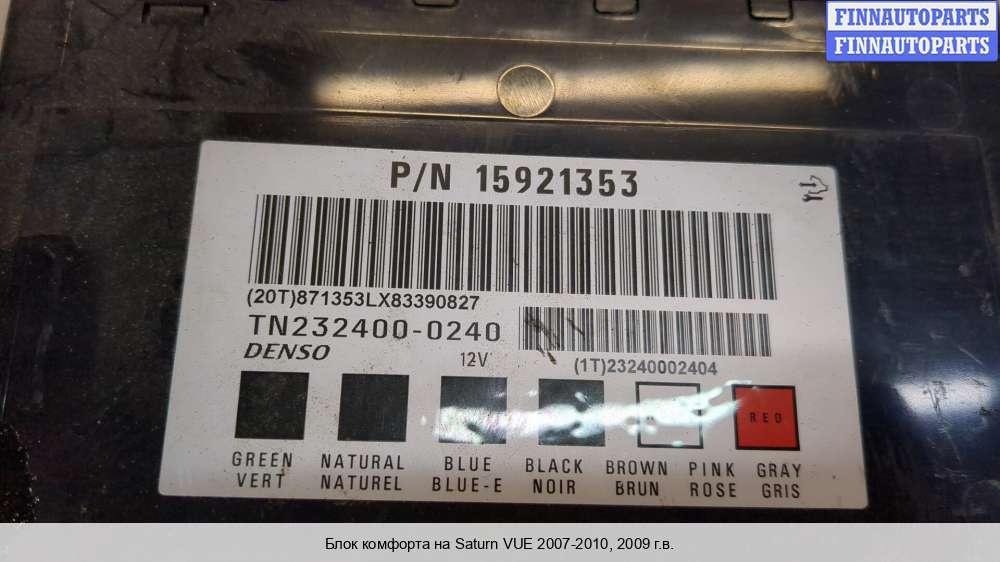 FINNAUTOPARTS
FINNAUTOPARTS
P/N 15921353
(20T)871353LX83390827
TN232400-0240
DENSO 12V
(1T)23240002404
RED
GREEN NATURAL BLUE BLACK BROWN PINK GRAY
VERT NATUREL BLUE-E NOIR BRUN ROSE GRIS
Блок комфорта на Saturn VUE 2007-2010, 2009 г.в.